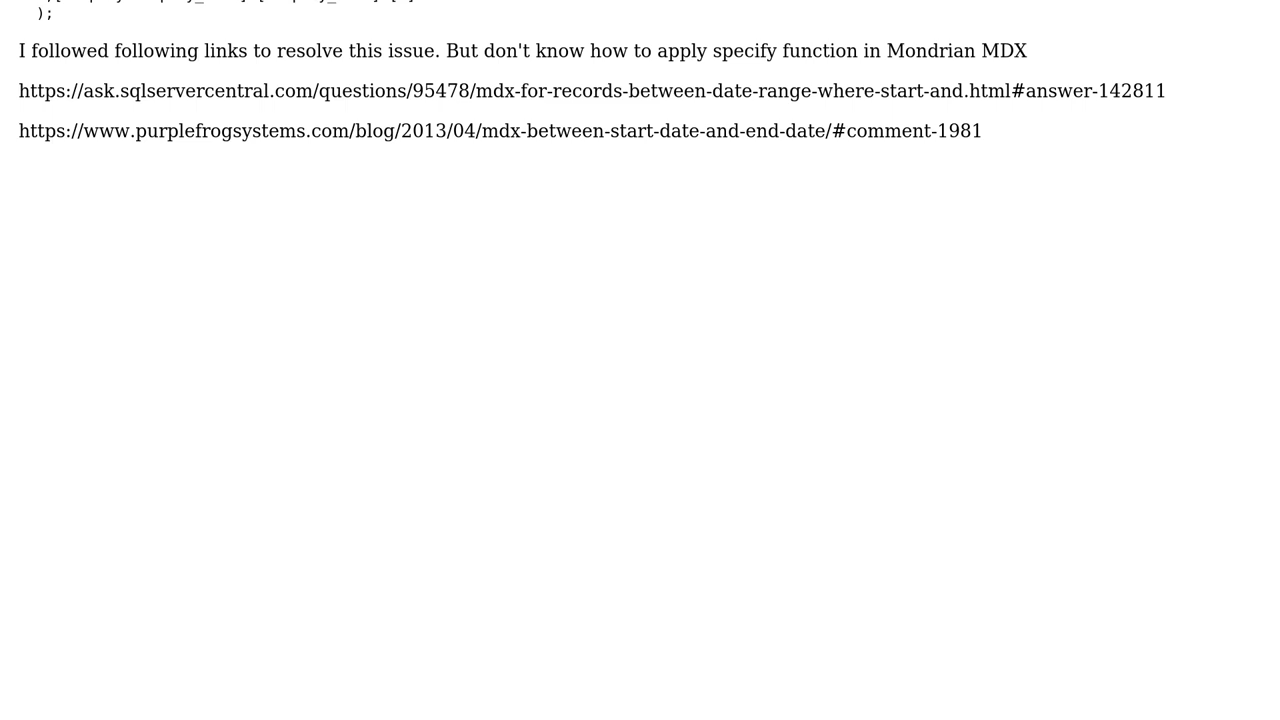 );
I followed following links to resolve this issue. But don't know how to apply specify function in Mondrian MDX
https://ask.sqlservercentral.com/questions/95478/mdx-for-records-between-date-range-where-start-and.html#answer-142811
https://www.purplefrogsystems.com/blog/2013/04/mdx-between-start-date-and-end-date/#comment-1981